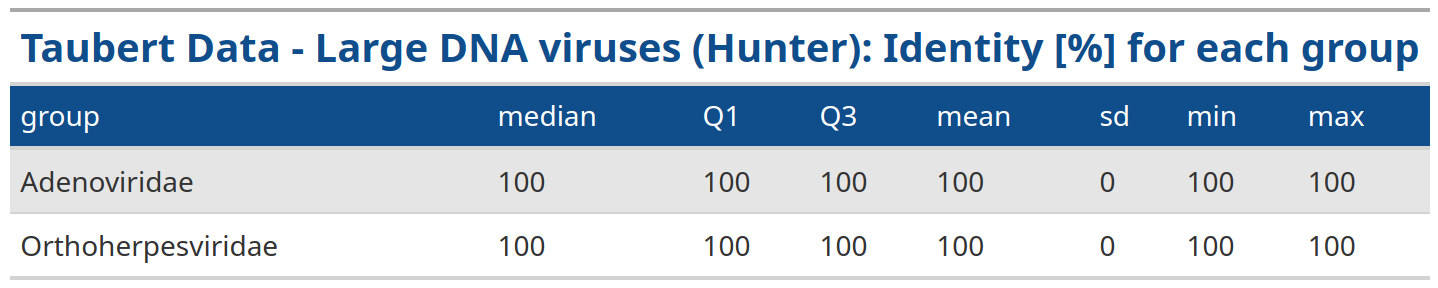 Taubert Data - Large DNA viruses (Hunter): Identity [%] for each group
group median Q1 Q3 mean sd min max
Adenoviridae 100 100 100 100 0 100 100
Orthoherpesviridae 100 100 100 100 0 100 100